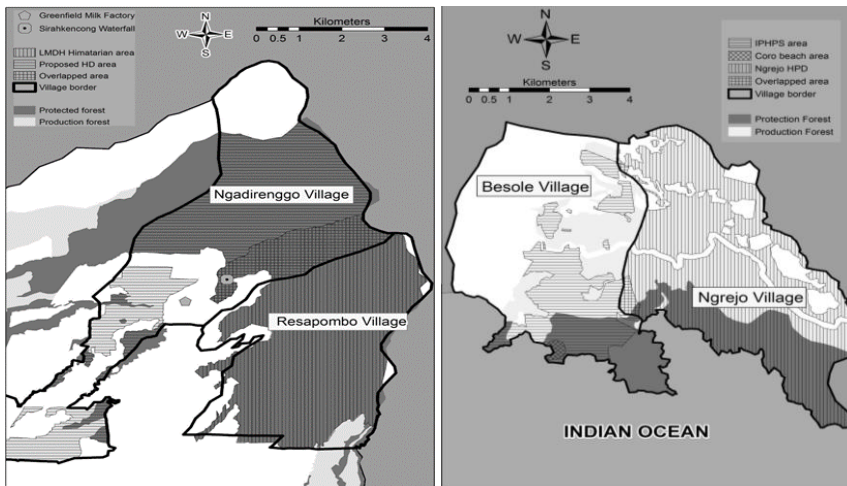 Greenfield Milk Factory
Sirahkencong Waterfall
LMDH Himatarian area
Proposed HD area
Overlapped area
Village border
Protected forest
Production forest
N
W E
S
Kilometers
0 0.5 1 2 3 4
Ngadirenggo Village
Resapombo Village
N
W E
S
Kilometers
0 0.5 1 2 3 4
IPHPS area
Coro beach area
Ngrejo HPD
Overlapped area
Village border
Protection Forest
Production Forest
Besole Village
Ngrejo Village
INDIAN OCEAN